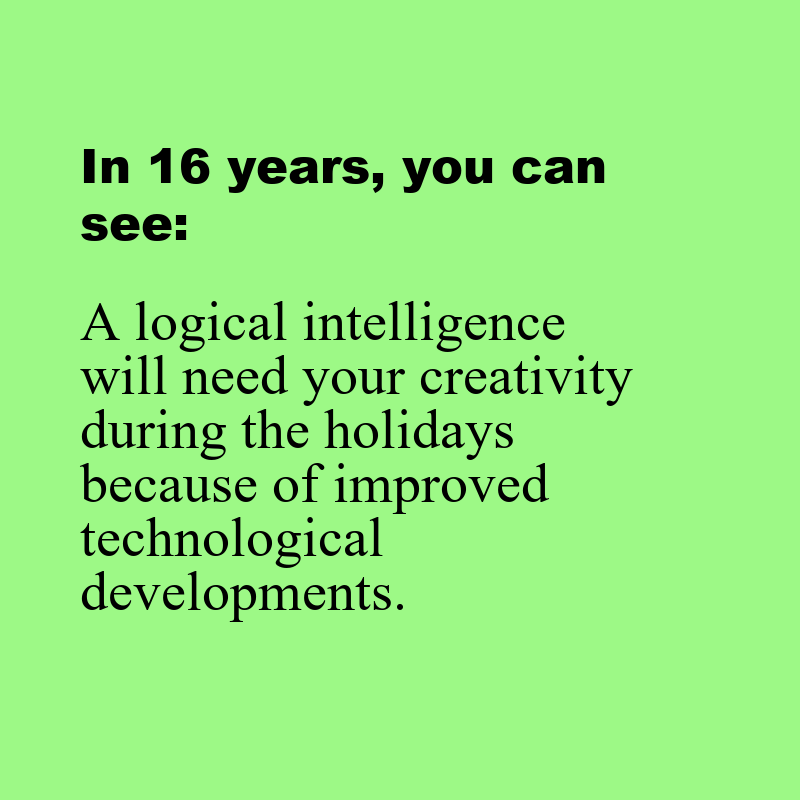 In 16 years, you can
see:
A logical intelligence
will need your creativity
during the holidays
because of improved
technological
developments.